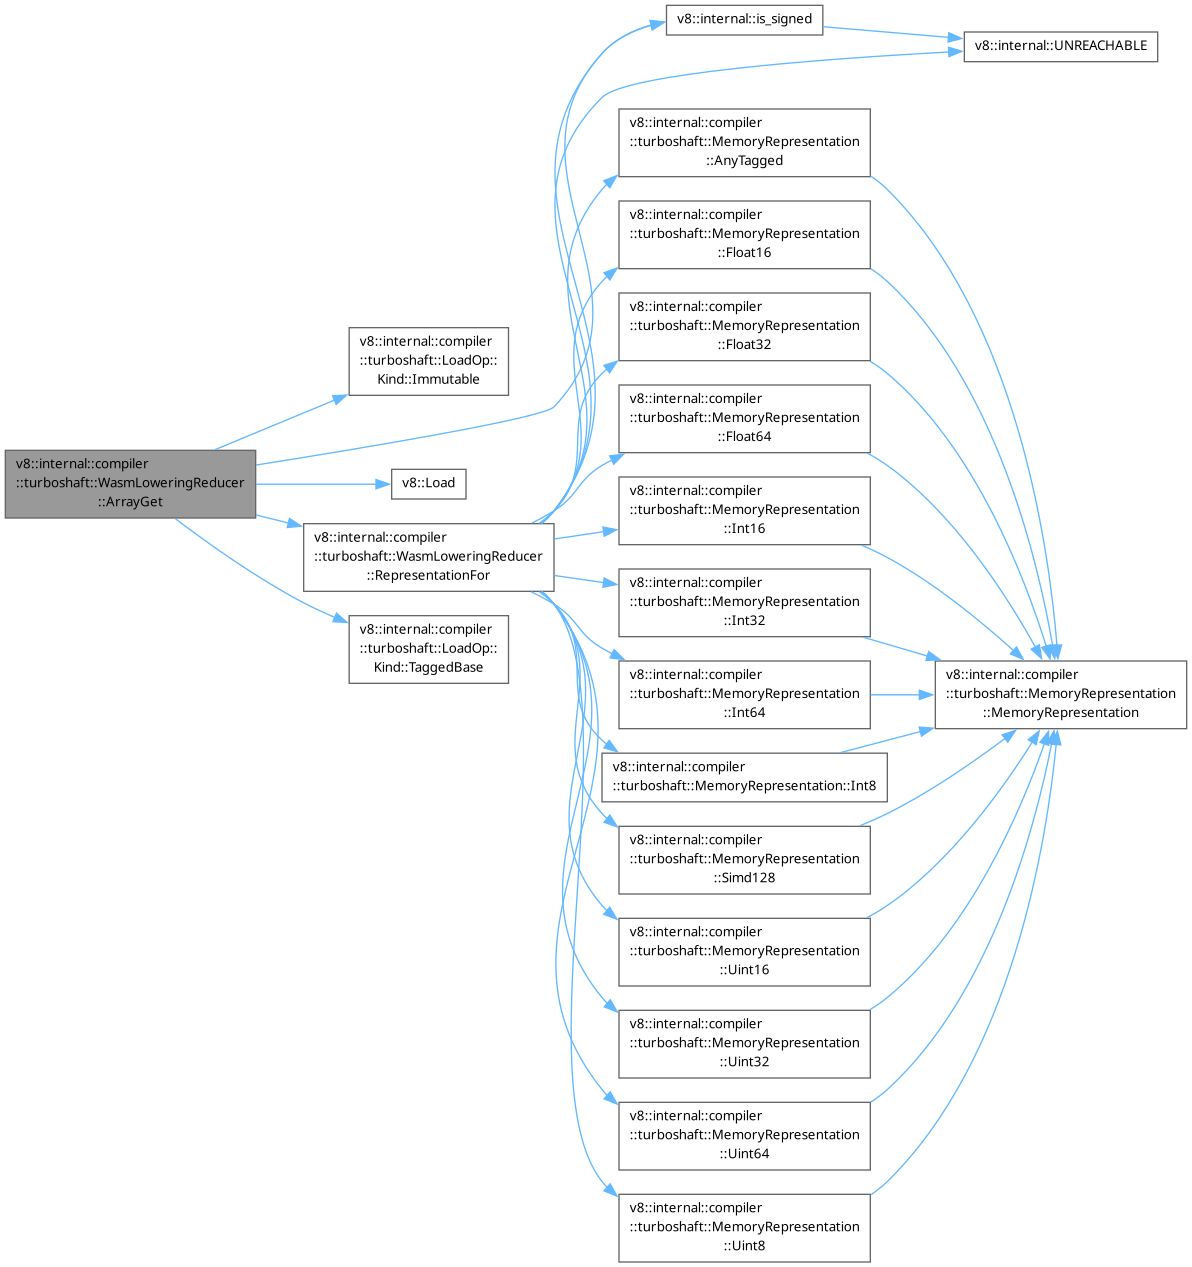 v8::internal::is_signed
v8::internal::UNREACHABLE
v8::internal::compiler
::turboshaft::MemoryRepresentation
::AnyTagged
v8::internal::compiler
::turboshaft::MemoryRepresentation
::Float16
v8::internal::compiler
::turboshaft::MemoryRepresentation
::Float32
v8::internal::compiler
::turboshaft::LoadOp::
Kind::Immutable
v8::internal::compiler
::turboshaft::MemoryRepresentation
::Float64
v8::internal::compiler
::turboshaft::WasmLoweringReducer
::ArrayGet
v8::Load
v8::internal::compiler
::turboshaft::MemoryRepresentation
::Int16
v8::internal::compiler
::turboshaft::WasmLoweringReducer
::RepresentationFor
v8::internal::compiler
::turboshaft::MemoryRepresentation
::Int32
v8::internal::compiler
::turboshaft::LoadOp::
Kind::TaggedBase
v8::internal::compiler
::turboshaft::MemoryRepresentation
::Int64
v8::internal::compiler
::turboshaft::MemoryRepresentation
::MemoryRepresentation
v8::internal::compiler
::turboshaft::MemoryRepresentation::Int8
v8::internal::compiler
::turboshaft::MemoryRepresentation
::Simd128
v8::internal::compiler
::turboshaft::MemoryRepresentation
::Uint16
v8::internal::compiler
::turboshaft::MemoryRepresentation
::Uint32
v8::internal::compiler
::turboshaft::MemoryRepresentation
::Uint64
v8::internal::compiler
::turboshaft::MemoryRepresentation
::Uint8